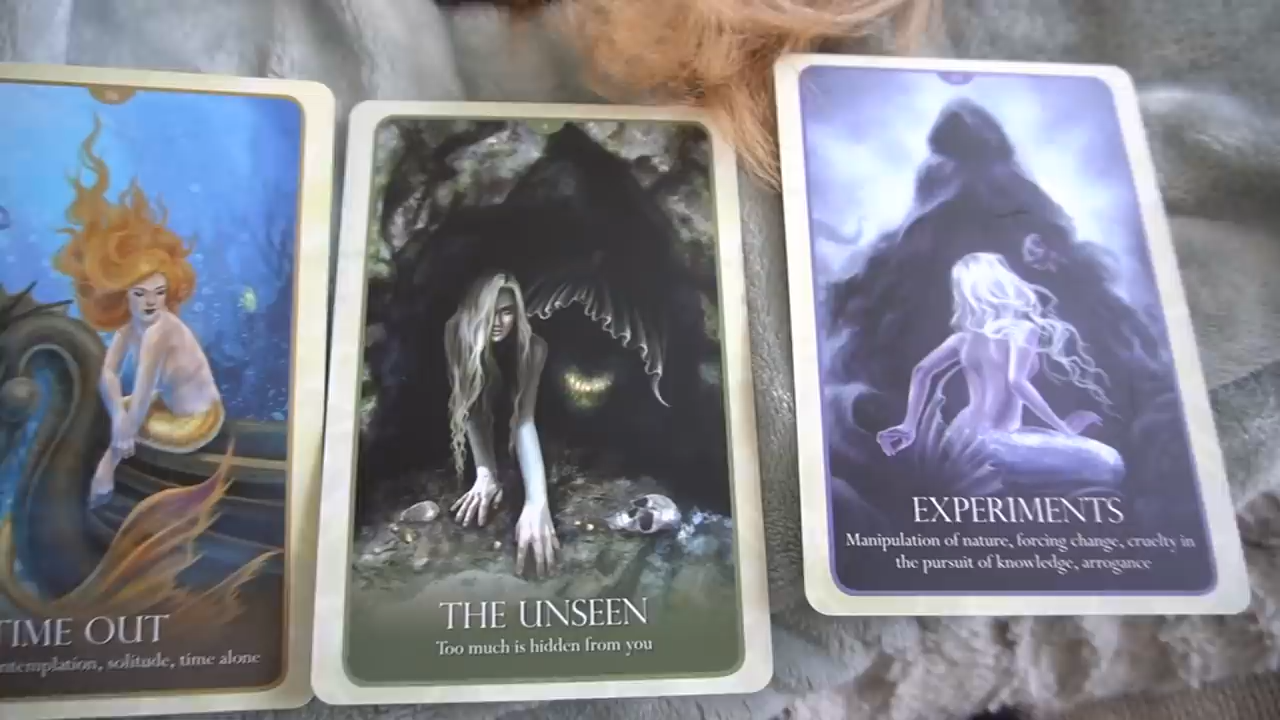 TIME OUT
ntemplation, solitude, time alone
THE UNSEEN
Too much is hidden from you
EXPERIMENTS
Manipulation of nature, forcing change, cruelty in
the pursuit of knowledge, arrogance